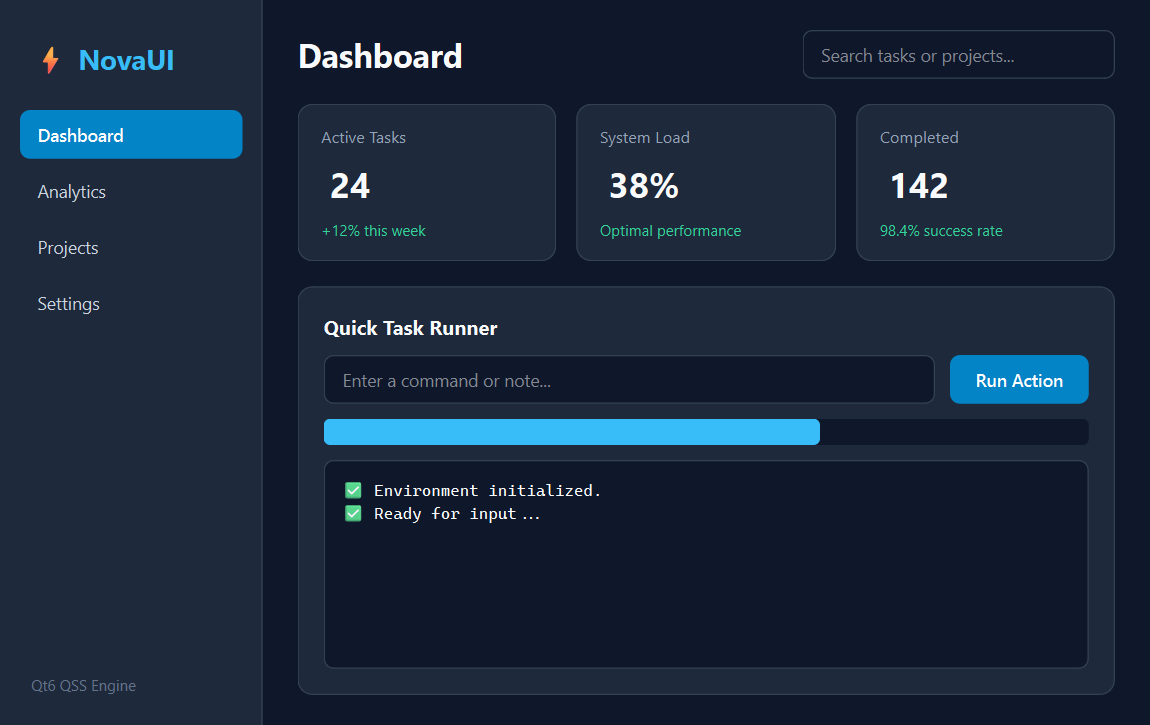 ⚡ NovaUI
Dashboard
Analytics
Projects
Settings
Qt6 QSS Engine
Dashboard
Search tasks or projects...
Active Tasks
24
+12% this week
System Load
38%
Optimal performance
Completed
142
98.4% success rate
Quick Task Runner
Enter a command or note...
Run Action
✅ Environment initialized.
✅ Ready for input...